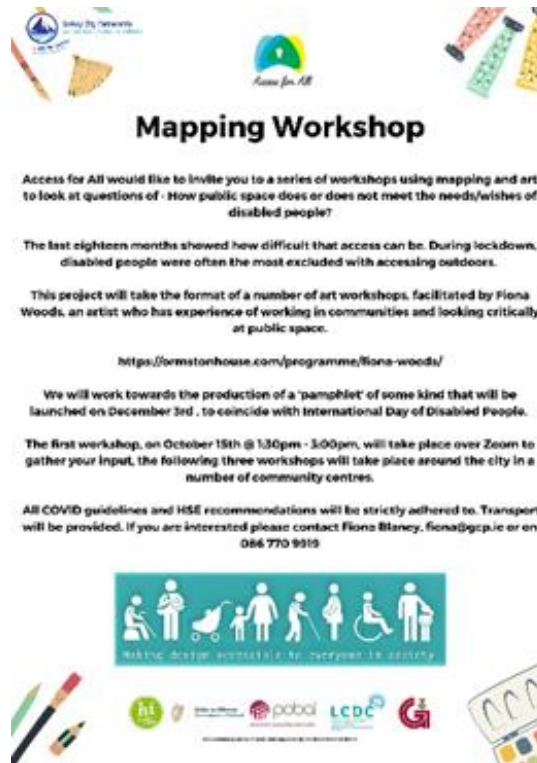 Galway City Partnership
Access for All
Mapping Workshop
Access for All would like to invite you to a series of workshops using mapping and art
to look at questions of - How public space does or does not meet the needs/wishes of
disabled people?
The last eighteen months showed how difficult that access can be. During lockdown,
disabled people were often the most excluded with accessing outdoors.
This project will take the format of a number of art workshops, facilitated by Fiona
Woods, an artist who has experience of working in communities and looking critically
at public space.
https://ormstonhouse.com/programme/fiona-woods/
We will work towards the production of a 'pamphlet' of some kind that will be
launched on December 3rd , to coincide with International Day of Disabled People.
The first workshop, on October 15th @ 1:30pm - 3:00pm, will take place over Zoom to
gather your input, the following three workshops will take place around the city in a
number of community centres.
All COVID guidelines and HSE recommendations will be strictly adhered to. Transport
will be provided. If you are interested please contact Fiona Blaney, fiona@gcp.ie or on
086 770 9919
Making design accessible to everyone in society
hi
pobal
LCDC